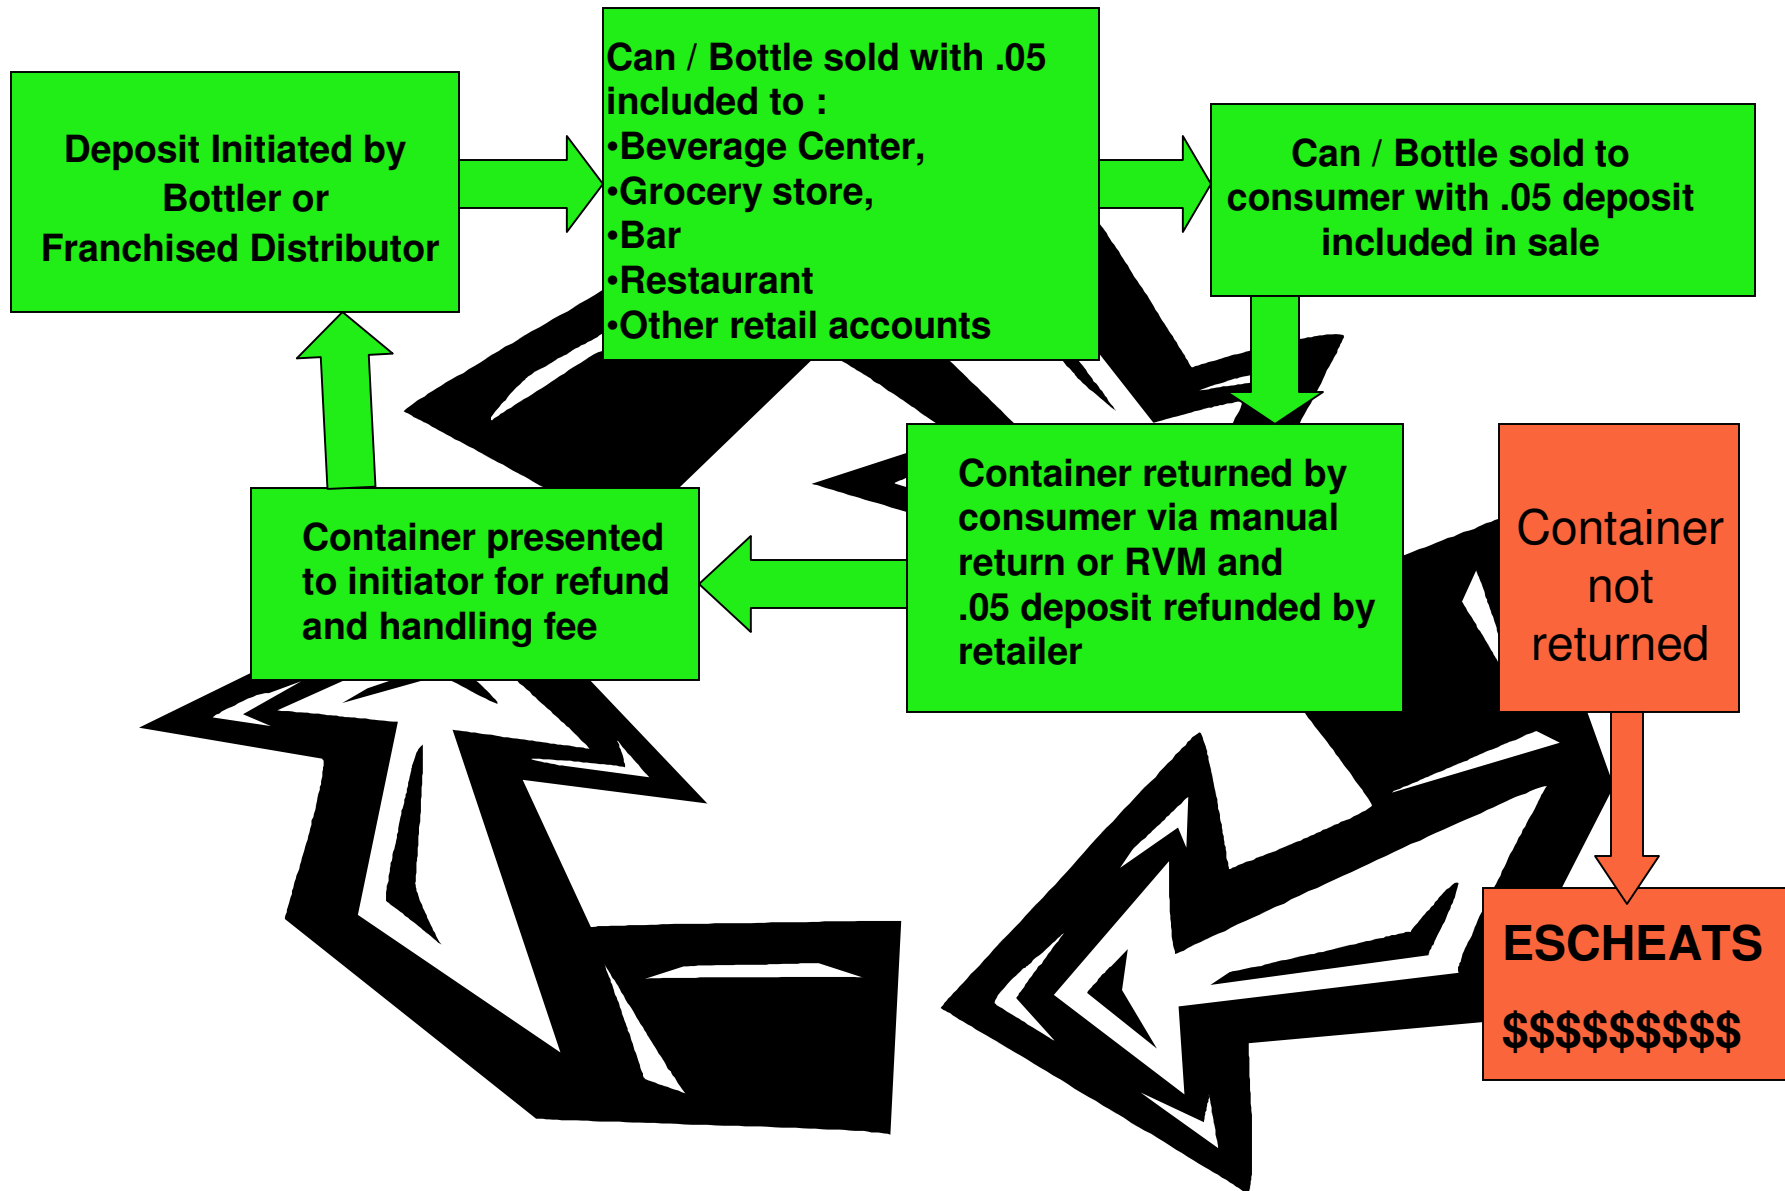 Deposit Initiated by
Bottler or
Franchised Distributor
Can / Bottle sold with .05
included to :
•Beverage Center,
•Grocery store,
•Bar
•Restaurant
•Other retail accounts
Can / Bottle sold to
consumer with .05 deposit
included in sale
Container returned by
consumer via manual
return or RVM and
.05 deposit refunded by
retailer
Container presented
to initiator for refund
and handling fee
Container
not
returned
ESCHEATS
$$$$$$$$$